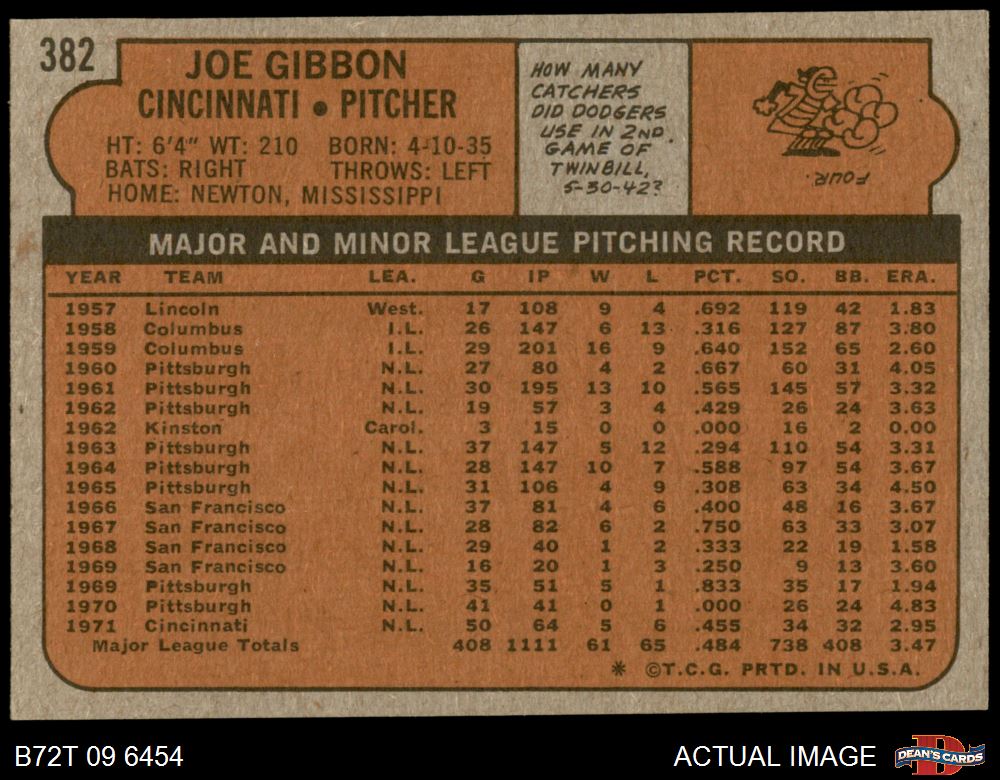 382
JOE GIBBON
CINCINNATI • PITCHER
HT: 6'4" WT: 210 BORN: 4-10-35
BATS: RIGHT THROWS: LEFT
HOME: NEWTON, MISSISSIPPI
HOW MANY
CATCHERS
DID DODGERS
USE IN 2ND.
GAME OF
TWINBILL,
5-30-42?
FOUR.
MAJOR AND MINOR LEAGUE PITCHING RECORD
YEAR TEAM LEA. G IP W L PCT. SO. BB. ERA.
1957 Lincoln West. 17 108 9 4 .692 119 42 1.83
1958 Columbus I.L. 26 147 6 13 .316 127 87 3.80
1959 Columbus I.L. 29 201 16 9 .640 152 65 2.60
1960 Pittsburgh N.L. 27 80 4 2 .667 60 31 4.05
1961 Pittsburgh N.L. 30 195 13 10 .565 145 57 3.32
1962 Pittsburgh N.L. 19 57 3 4 .429 26 24 3.63
1962 Kinston Carol. 3 15 0 0 .000 16 2 0.00
1963 Pittsburgh N.L. 37 147 5 12 .294 110 54 3.31
1964 Pittsburgh N.L. 28 147 10 7 .588 97 54 3.67
1965 Pittsburgh N.L. 31 106 4 9 .308 63 34 4.50
1966 San Francisco N.L. 37 81 4 6 .400 48 16 3.67
1967 San Francisco N.L. 28 82 6 2 .750 63 33 3.07
1968 San Francisco N.L. 29 40 1 2 .333 22 19 1.58
1969 San Francisco N.L. 16 20 1 3 .250 9 13 3.60
1969 Pittsburgh N.L. 35 51 5 1 .833 35 17 1.94
1970 Pittsburgh N.L. 41 41 0 1 .000 26 24 4.83
1971 Cincinnati N.L. 50 64 5 6 .455 34 32 2.95
Major League Totals 408 1111 61 65 .484 738 408 3.47
* ©T.C.G. PRTD. IN U.S.A.
B72T 09 6454 ACTUAL IMAGE
D
DEAN'S CARDS